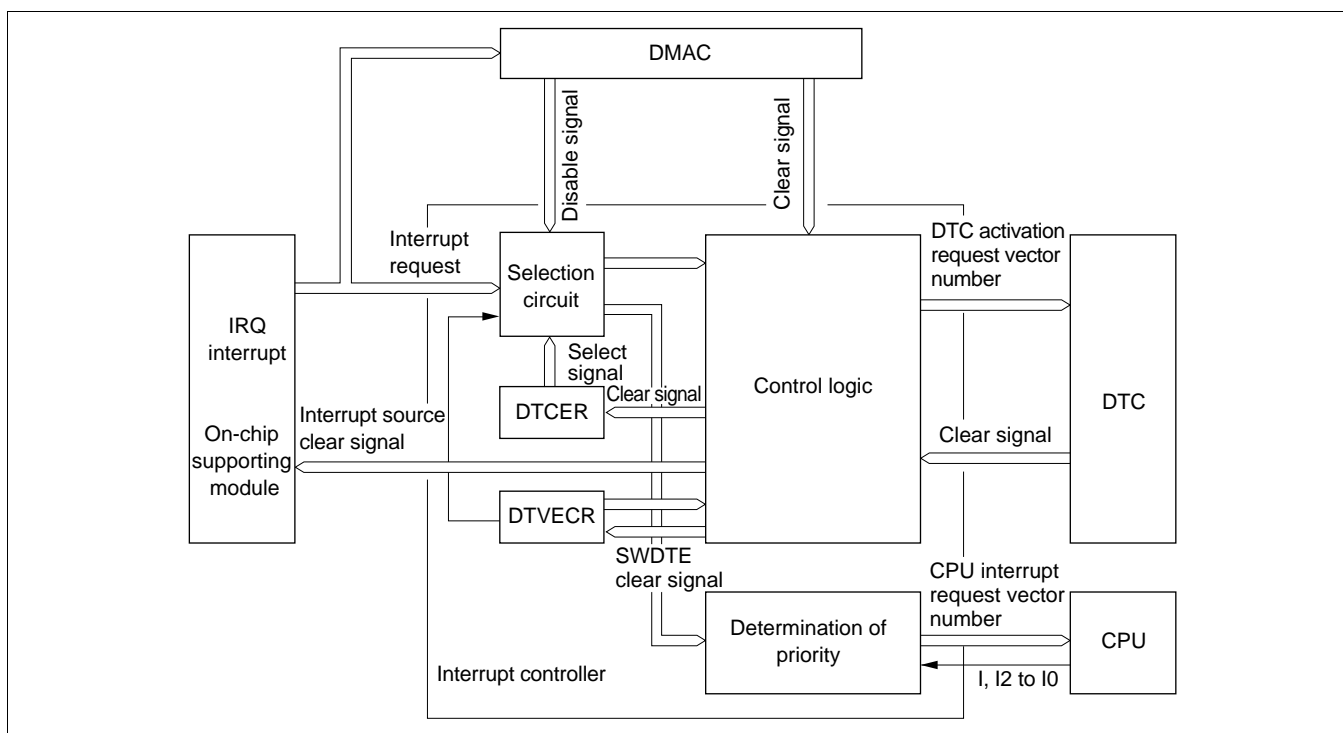 DMAC
Disable signal
Clear signal
Interrupt
request
Selection
circuit
DTC activation
request vector
number
IRQ
interrupt
Select
signal
Control logic
DTC
DTCER
Clear signal
Interrupt source
clear signal
On-chip
supporting
module
Clear signal
DTVECR
SWDTE
clear signal
CPU interrupt
request vector
number
Determination of
priority
CPU
Interrupt controller
I, I2 to I0